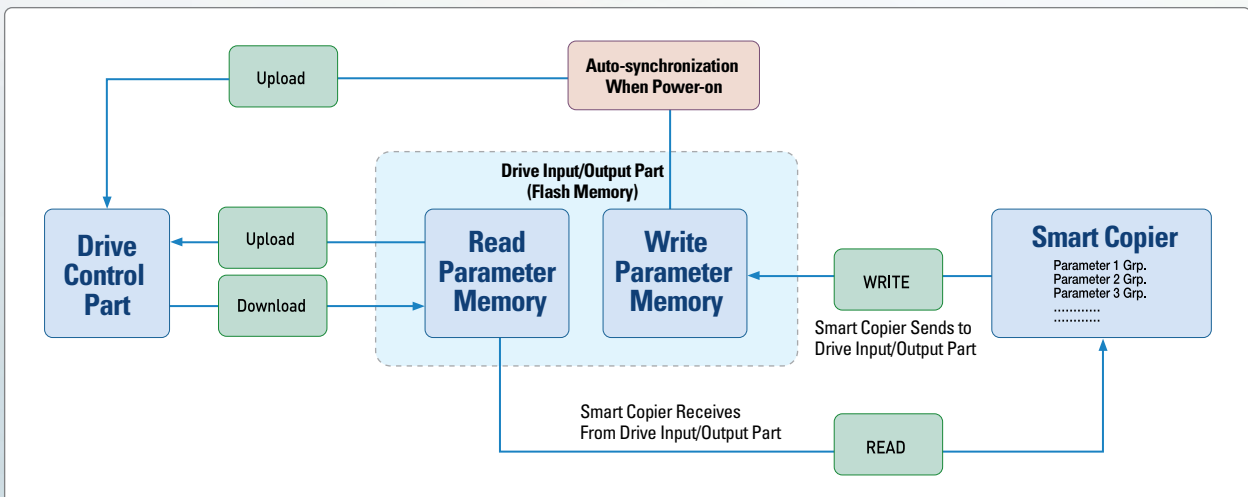 Upload
Auto-synchronization
When Power-on
Drive Input/Output Part
(Flash Memory)
Drive
Control
Part
Upload
Download
Read
Parameter
Memory
Write
Parameter
Memory
WRITE
Smart Copier Sends to
Drive Input/Output Part
Smart Copier
Parameter 1 Grp.
Parameter 2 Grp.
Parameter 3 Grp.
............
............
Smart Copier Receives
From Drive Input/Output Part
READ